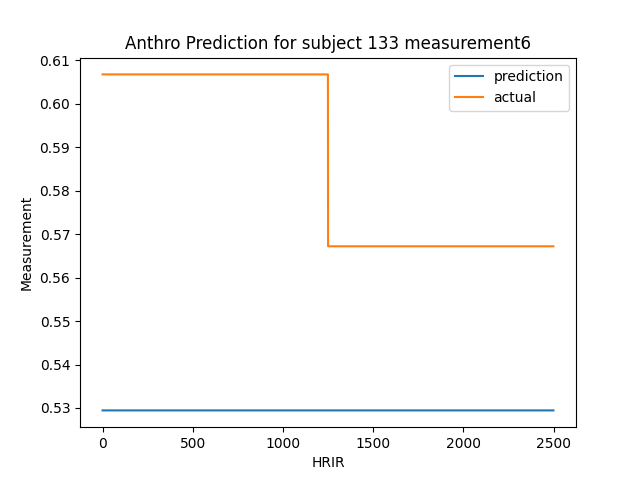 Anthro Prediction for subject 133 measurement6
prediction
actual
Measurement
0.61
0.60
0.59
0.58
0.57
0.56
0.55
0.54
0.53
0 500 1000 1500 2000 2500
HRIR